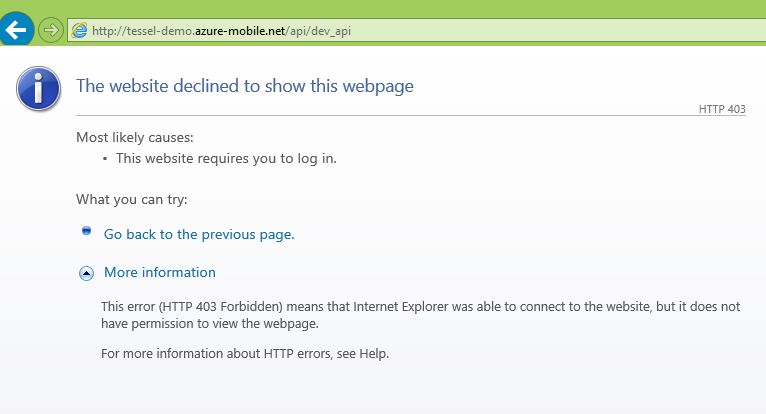 http://tessel-demo.azure-mobile.net/api/dev_api
The website declined to show this webpage
HTTP 403
Most likely causes:
• This website requires you to log in.
What you can try:
Go back to the previous page.
More information
This error (HTTP 403 Forbidden) means that Internet Explorer was able to connect to the website, but it does not
have permission to view the webpage.
For more information about HTTP errors, see Help.